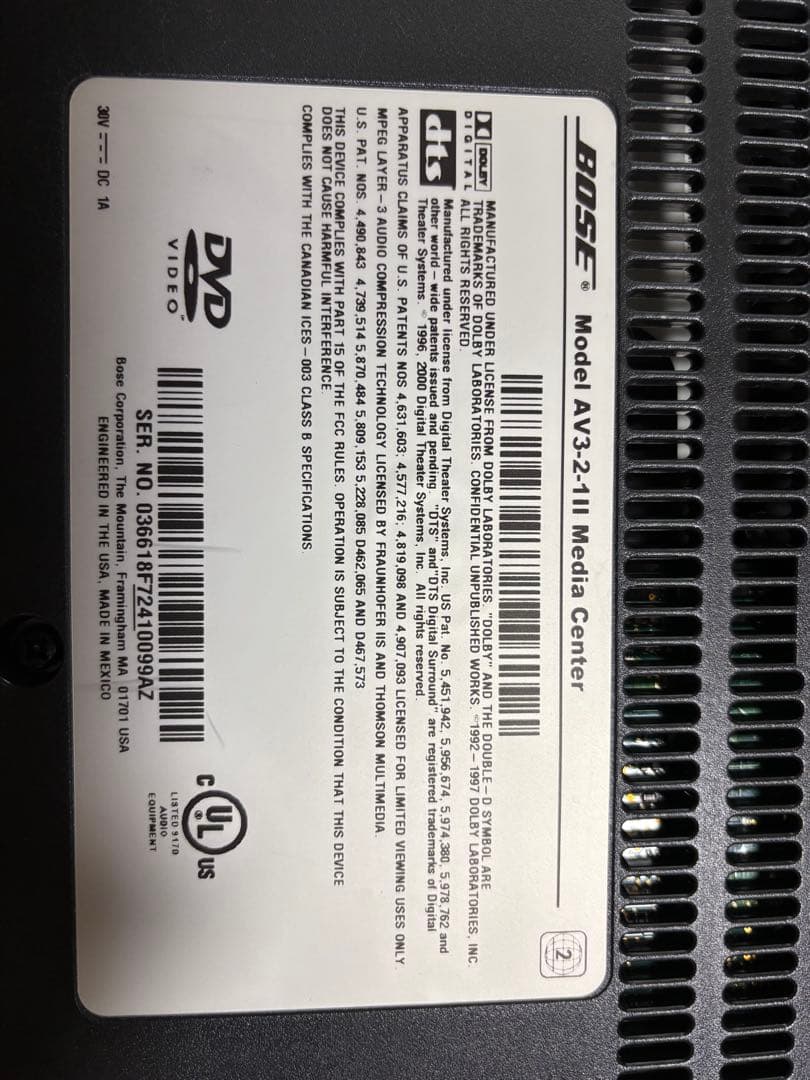 BOSE® Model AV3-2-1II Media Center
2
DOLBY
DIGITAL
MANUFACTURED UNDER LICENSE FROM DOLBY LABORATORIES. "DOLBY" AND THE DOUBLE-D SYMBOL ARE
TRADEMARKS OF DOLBY LABORATORIES. CONFIDENTIAL UNPUBLISHED WORKS. ©1992-1997 DOLBY LABORATORIES, INC.
ALL RIGHTS RESERVED.
dts
Manufactured under license from Digital Theater Systems, Inc. US Pat. No. 5,451,942, 5,956,674, 5,974,380, 5,978,762 and
other world-wide patents issued and pending. "DTS" and "DTS Digital Surround" are registered trademarks of Digital
Theater Systems. © 1996, 2000 Digital Theater Systems, Inc. All rights reserved.
APPARATUS CLAIMS OF U.S. PATENTS NOS 4,631,603; 4,577,216; 4,819,098 AND 4,907,093 LICENSED FOR LIMITED VIEWING USES ONLY
MPEG LAYER-3 AUDIO COMPRESSION TECHNOLOGY LICENSED BY FRAUNHOFER IIS AND THOMSON MULTIMEDIA.
U.S. PAT. NOS. 4,490,843 4,739,514 5,870,484 5,809,153 5,228,085 D462,065 AND D467,573
THIS DEVICE COMPLIES WITH PART 15 OF THE FCC RULES. OPERATION IS SUBJECT TO THE CONDITION THAT THIS DEVICE
DOES NOT CAUSE HARMFUL INTERFERENCE.
COMPLIES WITH THE CANADIAN ICES-003 CLASS B SPECIFICATIONS.
DVD
VIDEO™
SER. NO. 036618F72410099AZ
Bose Corporation, The Mountain, Framingham MA 01701 USA
ENGINEERED IN THE USA, MADE IN MEXICO
C UL® US
LISTED 9170
AUDIO
EQUIPMENT
30V DC 1A